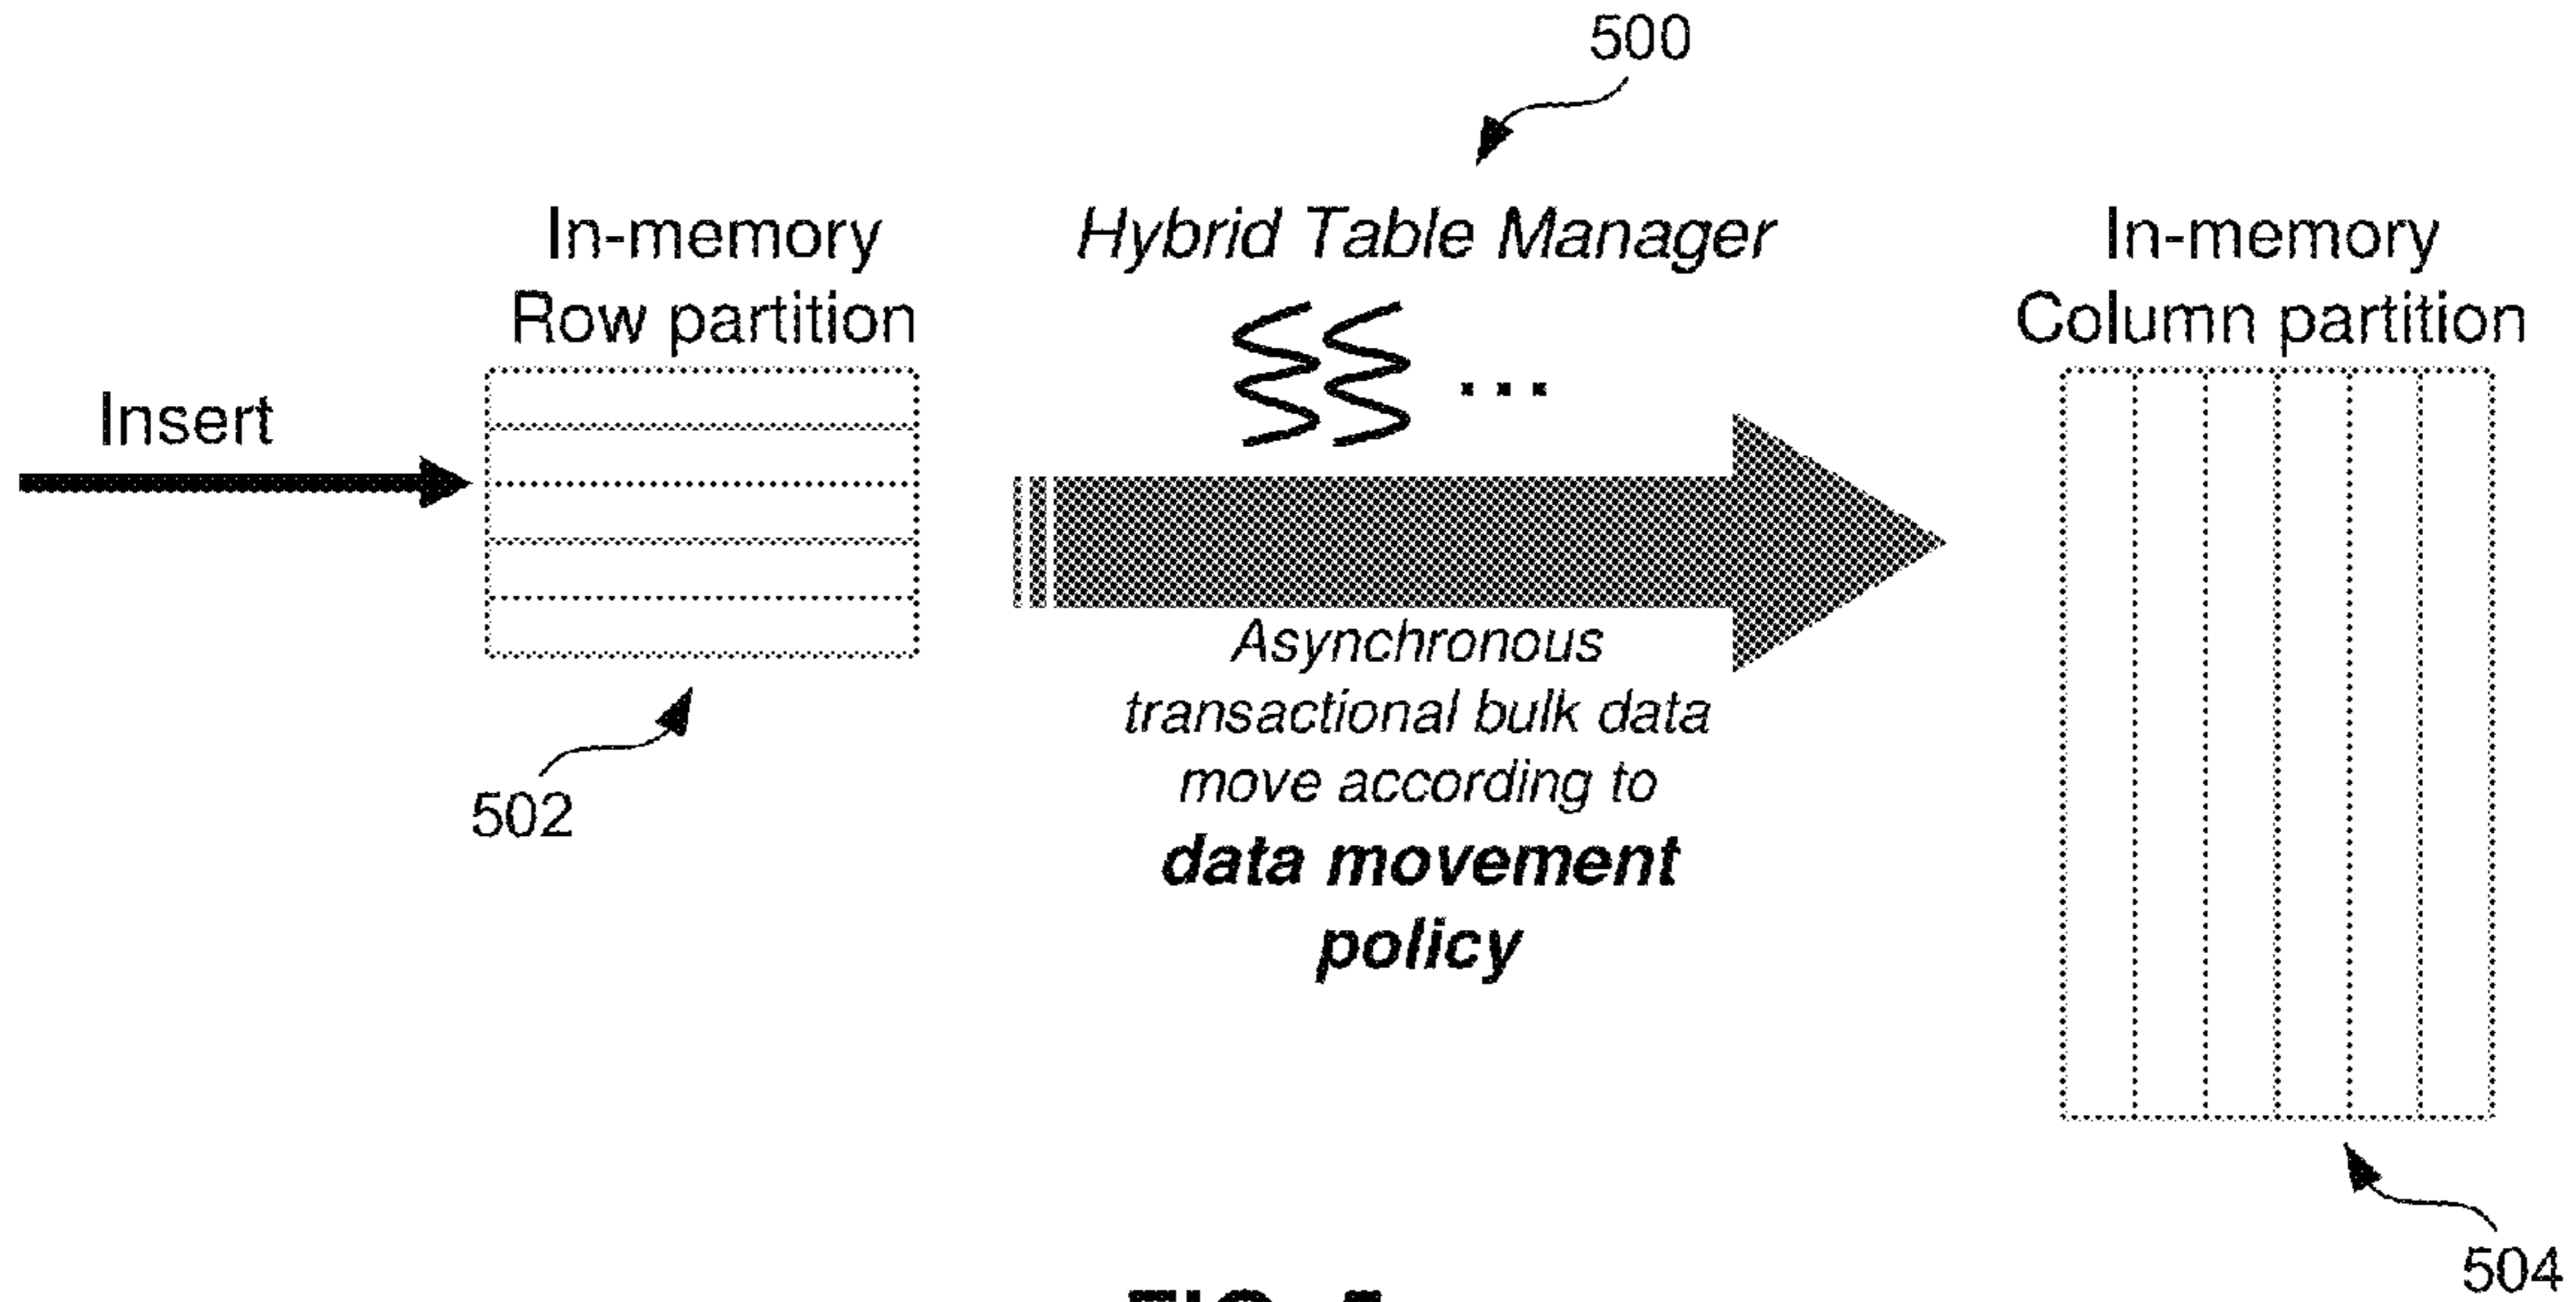 500
In-memory
Row partition
Hybrid Table Manager
In-memory
Column partition
Insert
...
Asynchronous
transactional bulk data
move according to
data movement
policy
502
504